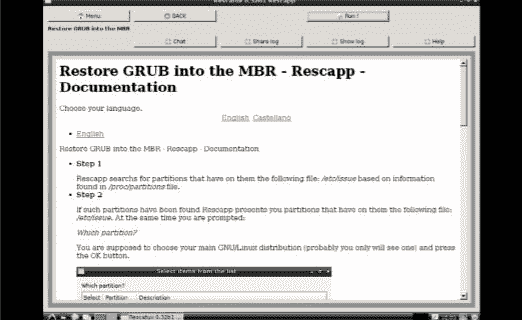 Menu
BACK
Run !
Restore GRUB into the MBR
Chat
Share log
Show log
Help
Restore GRUB into the MBR - Rescapp -
Documentation
Choose your language.
English Castellano
English
Restore GRUB into the MBR - Rescapp - Documentation
Step 1
Rescapp searchs for partitions that have on them the following file: /etc/issue based on information
found in /proc/partitions file.
Step 2
If such partitions have been found Rescapp presents you partitions that have on them the following file:
/etc/issue. At the same time you are prompted:
Which partition?
You are supposed to choose your main GNU/Linux distribution (probably you only will see one) and press
the OK button.
Select items from the list
Which partition?
Select Partition Description